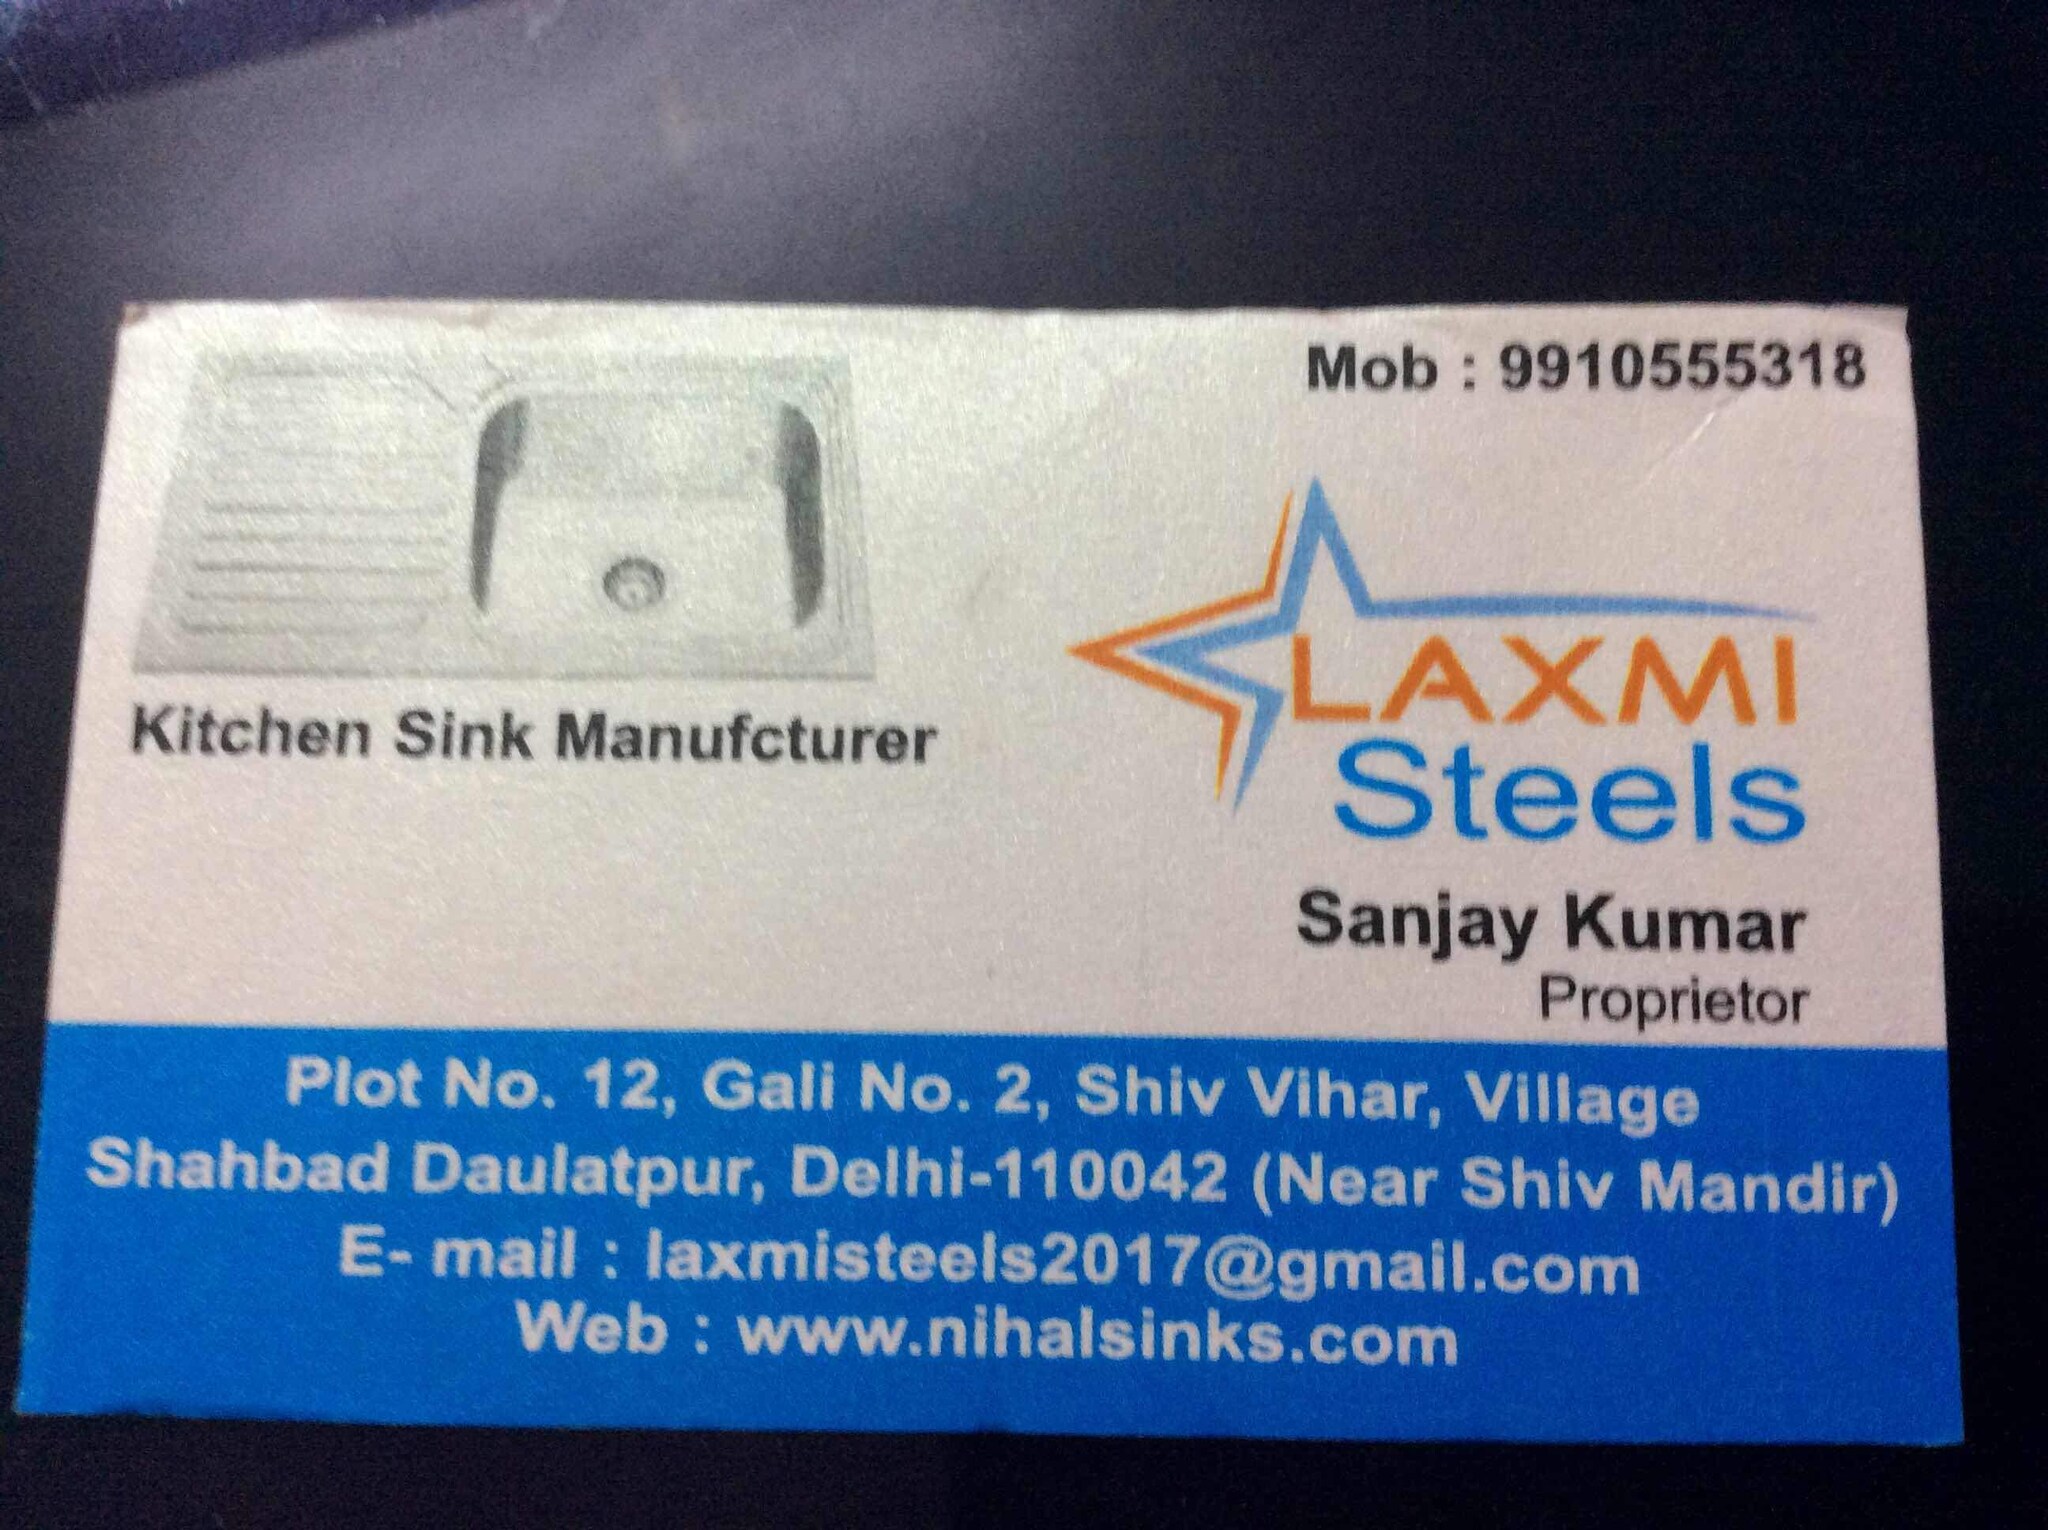 Mob : 9910555318
Kitchen Sink Manufcturer
LAXMI
Steels
Sanjay Kumar
Proprietor
Plot No. 12, Gali No. 2, Shiv Vihar, Village
Shahbad Daulatpur, Delhi-110042 (Near Shiv Mandir)
E- mail : laxmisteels2017@gmail.com
Web : www.nihalsinks.com